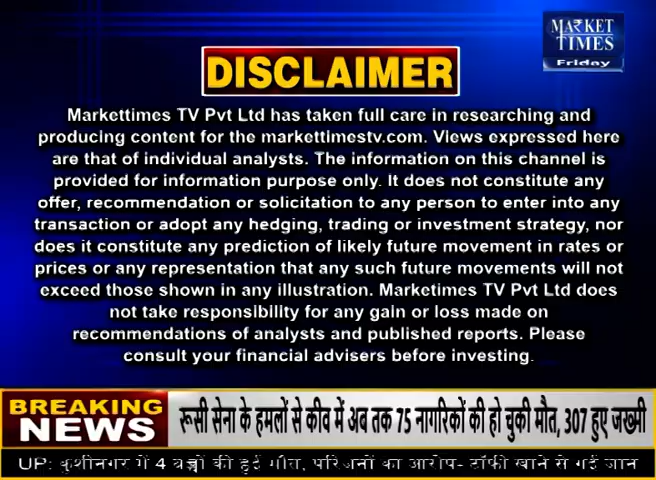 MARKET
TIMES
Friday
DISCLAIMER
Markettimes TV Pvt Ltd has taken full care in researching and
producing content for the markettimestv.com. Views expressed here
are that of individual analysts. The information on this channel is
provided for information purpose only. It does not constitute any
offer, recommendation or solicitation to any person to enter into any
transaction or adopt any hedging, trading or investment strategy, nor
does it constitute any prediction of likely future movement in rates or
prices or any representation that any such future movements will not
exceed those shown in any illustration. Marketimes TV Pvt Ltd does
not take responsibility for any gain or loss made on
recommendations of analysts and published reports. Please
consult your financial advisers before investing.
BREAKING
NEWS
रूसी सेना के हमलों से कीव में अब तक 75 नागरिकों की हो चुकी मौत, 307 हुए जख्मी
UP: कुशीनगर में 4 बच्चों की हुई मौत, परिजनों का आरोप- टॉफी खाने से गई जान